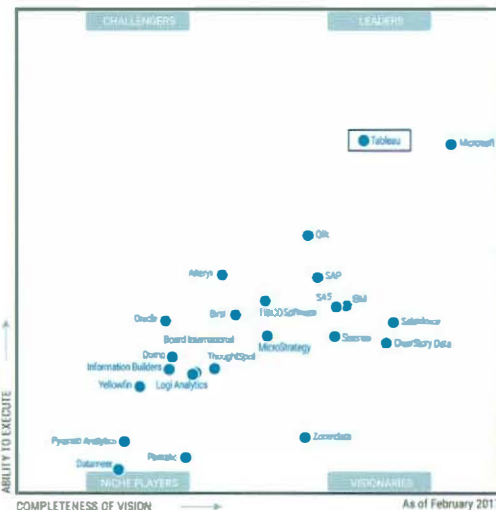 CHALLENGERS
LEADERS
Tableau
Microsoft
Qlik
Alteryx
SAP
SAS
IBM
TIBCO Software
Birst
Oracle
Salesforce
Board International
MicroStrategy
Sisense
ClearStory Data
Domo
ThoughtSpot
Information Builders
Logi Analytics
Yellowfin
Pyramid Analytics
Zoomdata
Pentaho
Datameer
NICHE PLAYERS
VISIONARIES
ABILITY TO EXECUTE
COMPLETENESS OF VISION
As of February 2017